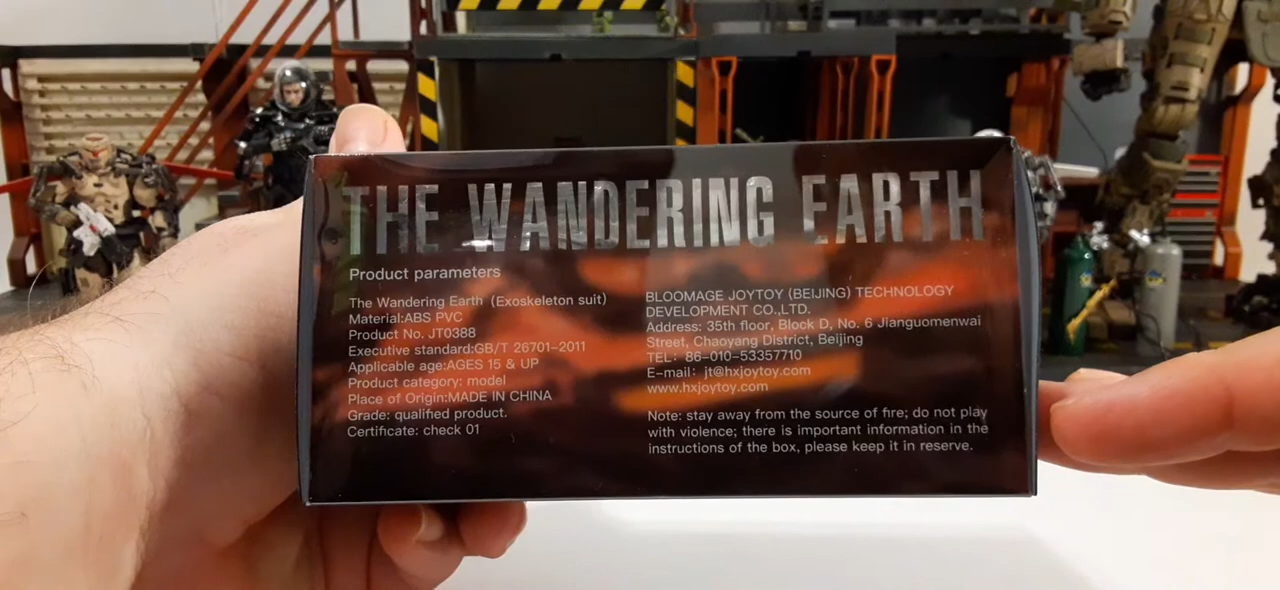 THE WANDERING EARTH
Product parameters
The Wandering Earth (Exoskeleton suit)
Material:ABS PVC
Product No. JT0388
Executive standard:GB/T 26701-2011
Applicable age:AGES 15 & UP
Product category: model
Place of Origin:MADE IN CHINA
Grade: qualified product.
Certificate: check 01
BLOOMAGE JOYTOY (BEIJING) TECHNOLOGY
DEVELOPMENT CO.,LTD.
Address: 35th floor, Block D, No. 6 Jianguomenwai
Street, Chaoyang District, Beijing
TEL: 86-010-53357710
E-mail: jt@hxjoytoy.com
www.hxjoytoy.com
Note: stay away from the source of fire; do not play
with violence; there is important information in the
instructions of the box, please keep it in reserve.